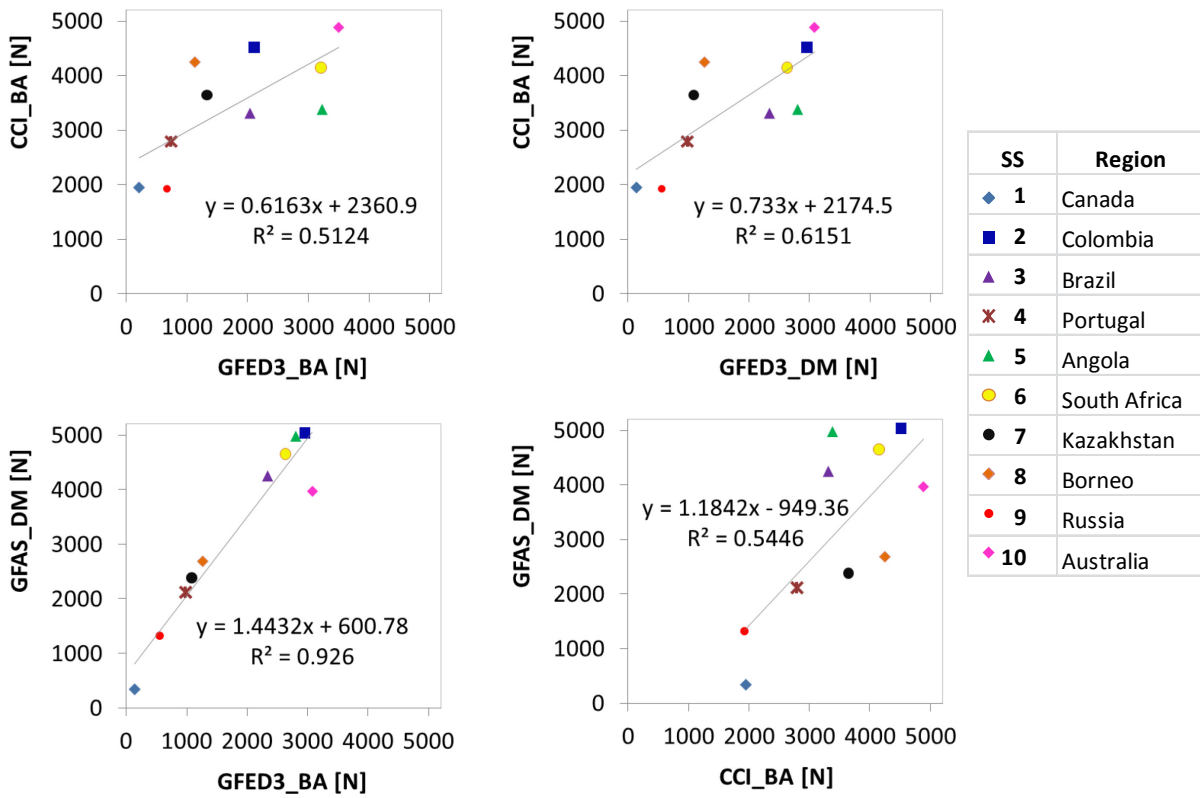 CCI_BA [N]
5000
4000
3000
2000
1000
0
y = 0.6163x + 2360.9
R² = 0.5124
0 1000 2000 3000 4000 5000
GFED3_BA [N]
CCI_BA [N]
5000
4000
3000
2000
1000
0
y = 0.733x + 2174.5
R² = 0.6151
0 1000 2000 3000 4000 5000
GFED3_DM [N]
GFAS_DM [N]
5000
4000
3000
2000
1000
0
y = 1.4432x + 600.78
R² = 0.926
0 1000 2000 3000 4000 5000
GFED3_BA [N]
GFAS_DM [N]
5000
4000
3000
2000
1000
0
y = 1.1842x - 949.36
R² = 0.5446
0 1000 2000 3000 4000 5000
CCI_BA [N]
SS Region
1 Canada
2 Colombia
3 Brazil
4 Portugal
5 Angola
6 South Africa
7 Kazakhstan
8 Borneo
9 Russia
10 Australia